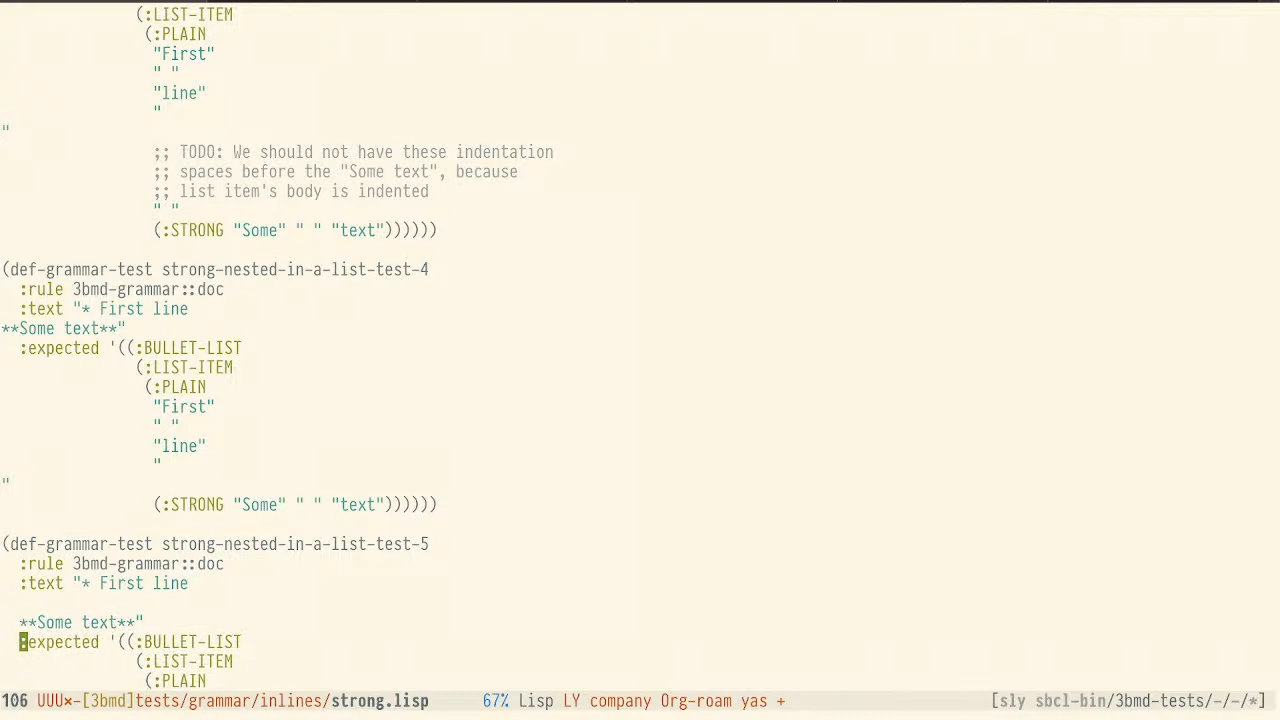 (:LIST-ITEM
(:PLAIN
"First"
" "
"line"
"
"
;; TODO: We should not have these indentation
;; spaces before the "Some text", because
;; list item's body is indented
" "
(:STRONG "Some" " " "text"))))))
(def-grammar-test strong-nested-in-a-list-test-4
:rule 3bmd-grammar::doc
:text "* First line
**Some text**"
:expected '((:BULLET-LIST
(:LIST-ITEM
(:PLAIN
"First"
" "
"line"
"
"
(:STRONG "Some" " " "text"))))))
(def-grammar-test strong-nested-in-a-list-test-5
:rule 3bmd-grammar::doc
:text "* First line
**Some text**"
:expected '((:BULLET-LIST
(:LIST-ITEM
(:PLAIN
106 UUU×-[3bmd]tests/grammar/inlines/strong.lisp 67% Lisp LY company Org-roam yas + [sly sbcl-bin/3bmd-tests/-/-/*]